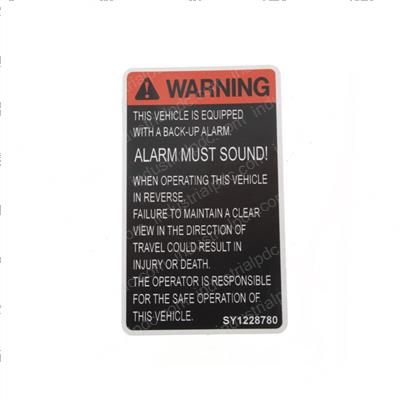 WARNING
THIS VEHICLE IS EQUIPPED
WITH A BACK-UP ALARM.
ALARM MUST SOUND!
WHEN OPERATING THIS VEHICLE
IN REVERSE.
FAILURE TO MAINTAIN A CLEAR
VIEW IN THE DIRECTION OF
TRAVEL COULD RESULT IN
INJURY OR DEATH.
THE OPERATOR IS RESPONSIBLE
FOR THE SAFE OPERATION OF
THIS VEHICLE.
SY1228780
industrialpdc.com